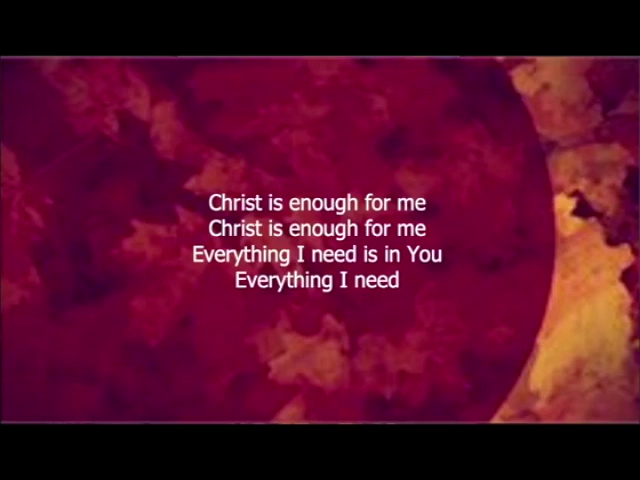 Christ is enough for me
Christ is enough for me
Everything I need is in You
Everything I need